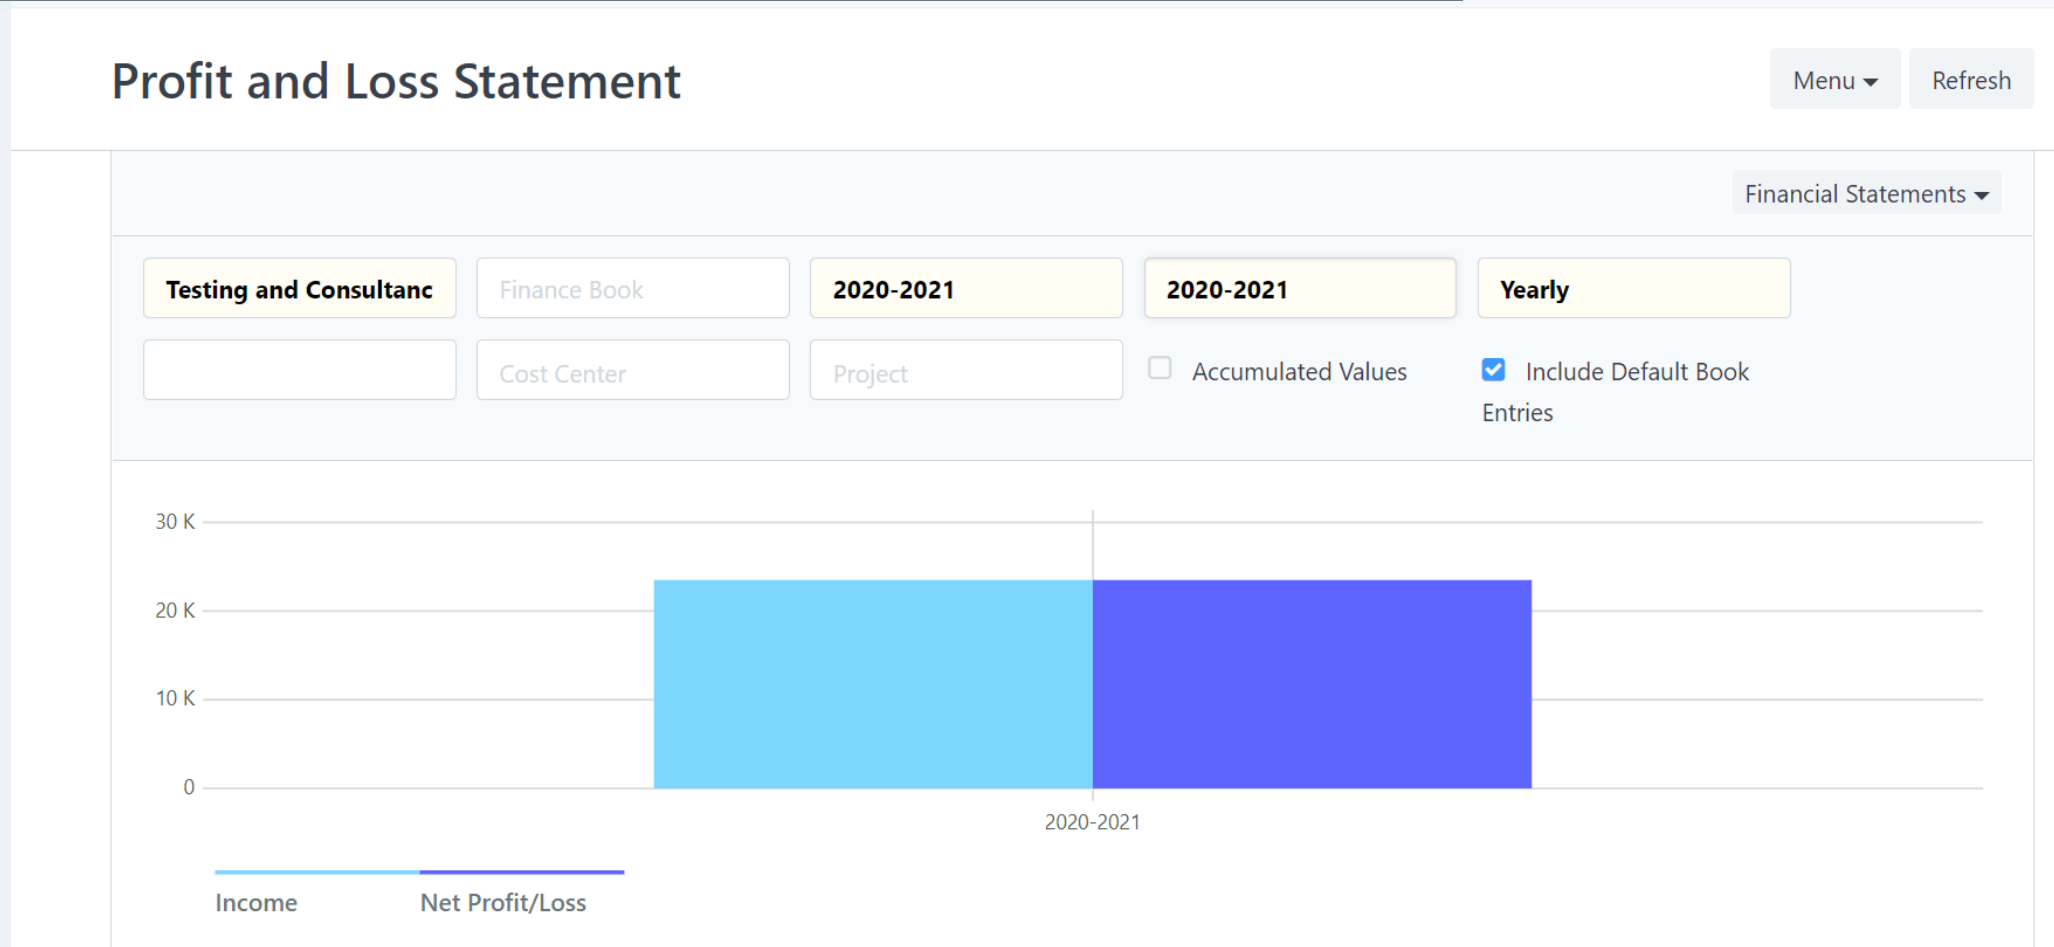 Profit and Loss Statement
Menu
Refresh
Financial Statements
Testing and Consultanc
Finance Book
2020-2021
2020-2021
Yearly
Cost Center
Project
Accumulated Values
Include Default Book
Entries
30 K
20 K
10 K
0
2020-2021
Income
Net Profit/Loss